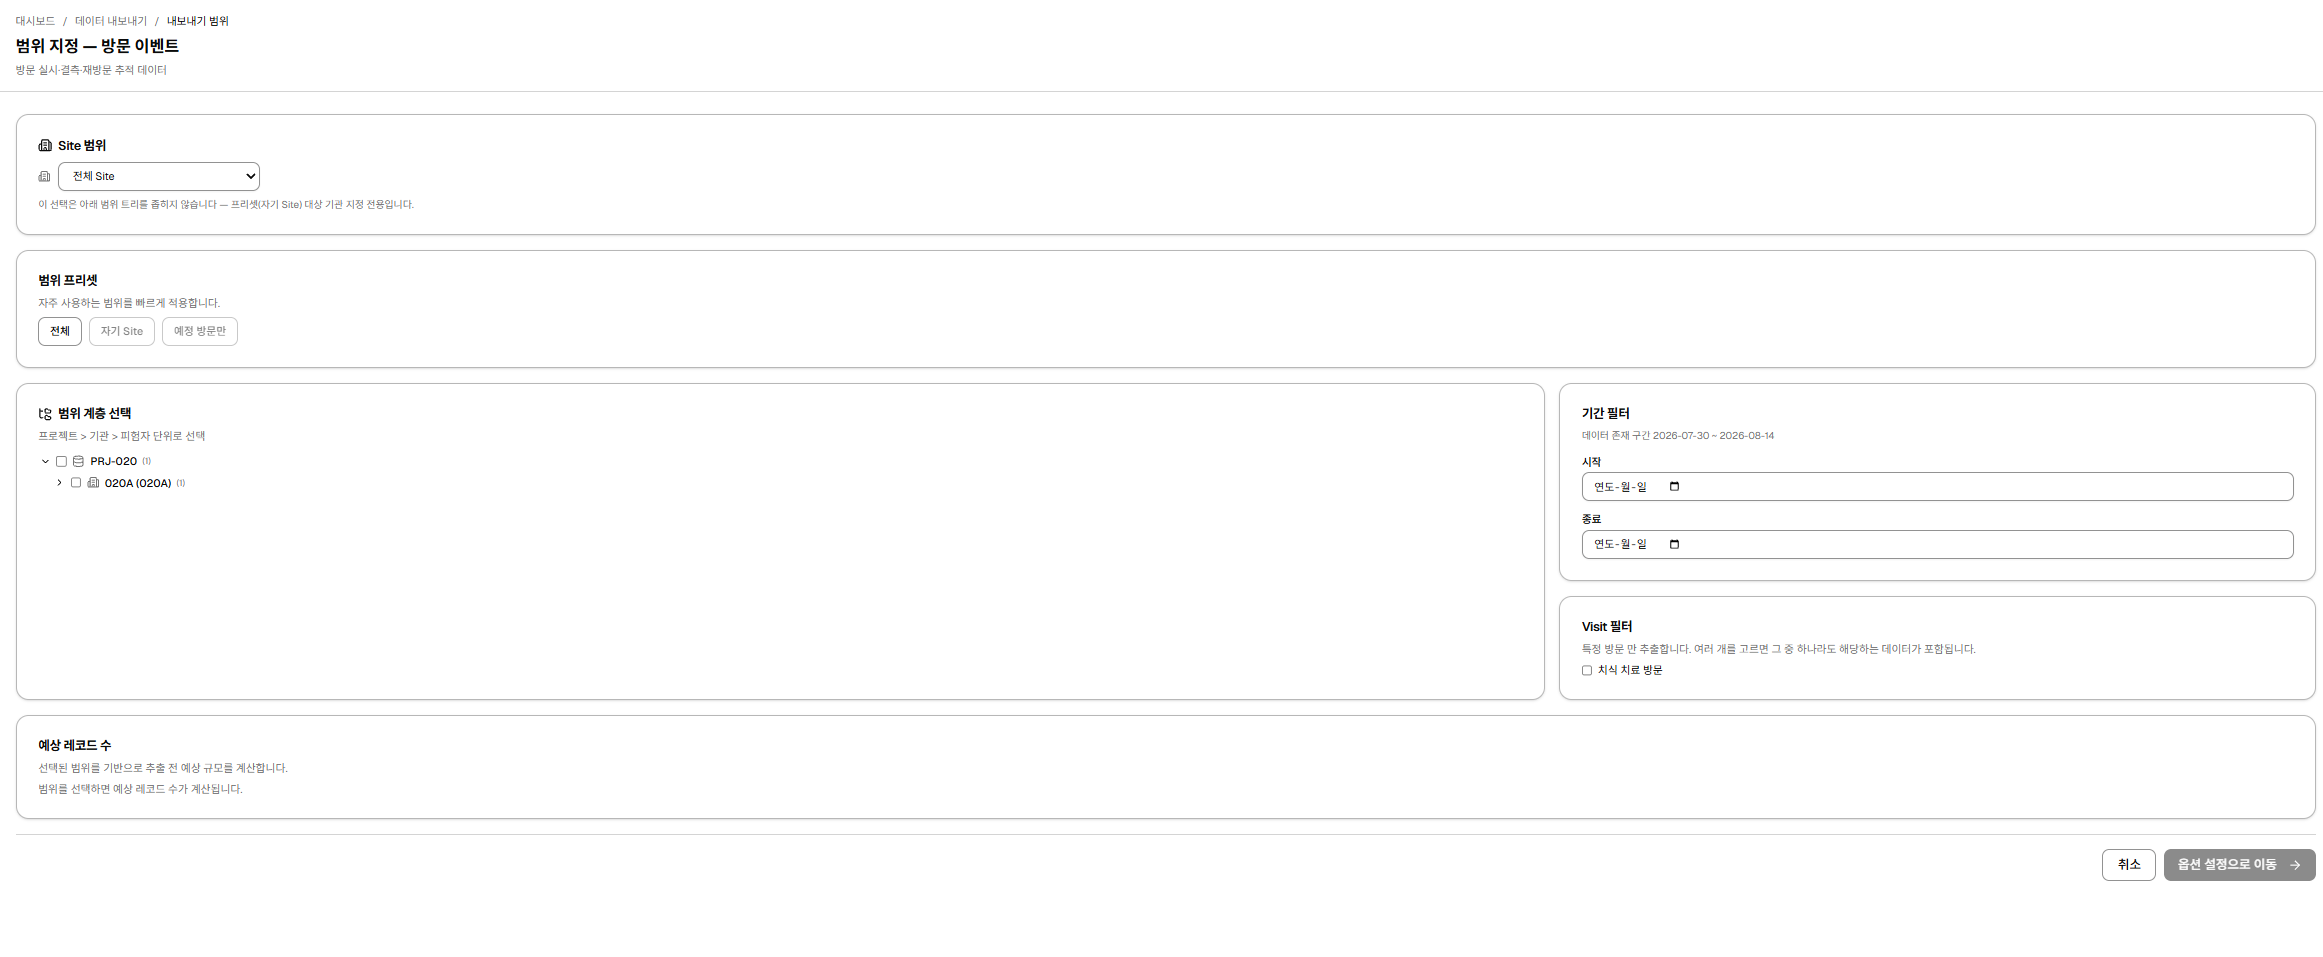 대시보드 / 데이터 내보내기 / 내보내기 범위
범위 지정 — 방문 이벤트
방문 실시·결측·재방문 추적 데이터
Site 범위
전체 Site
이 선택은 아래 범위 트리를 좁히지 않습니다 — 프리셋(자기 Site) 대상 기관 지정 전용입니다.
범위 프리셋
자주 사용하는 범위를 빠르게 적용합니다.
전체 자기 Site 예정 방문만
범위 계층 선택
프로젝트 > 기관 > 피험자 단위로 선택
PRJ-020 (1)
020A (020A) (1)
기간 필터
데이터 존재 구간 2026-07-30 ~ 2026-08-14
시작
연도-월-일
종료
연도-월-일
Visit 필터
특정 방문 만 추출합니다. 여러 개를 고르면 그 중 하나라도 해당하는 데이터가 포함됩니다.
치식 치료 방문
예상 레코드 수
선택된 범위를 기반으로 추출 전 예상 규모를 계산합니다.
범위를 선택하면 예상 레코드 수가 계산됩니다.
취소 옵션 설정으로 이동 →